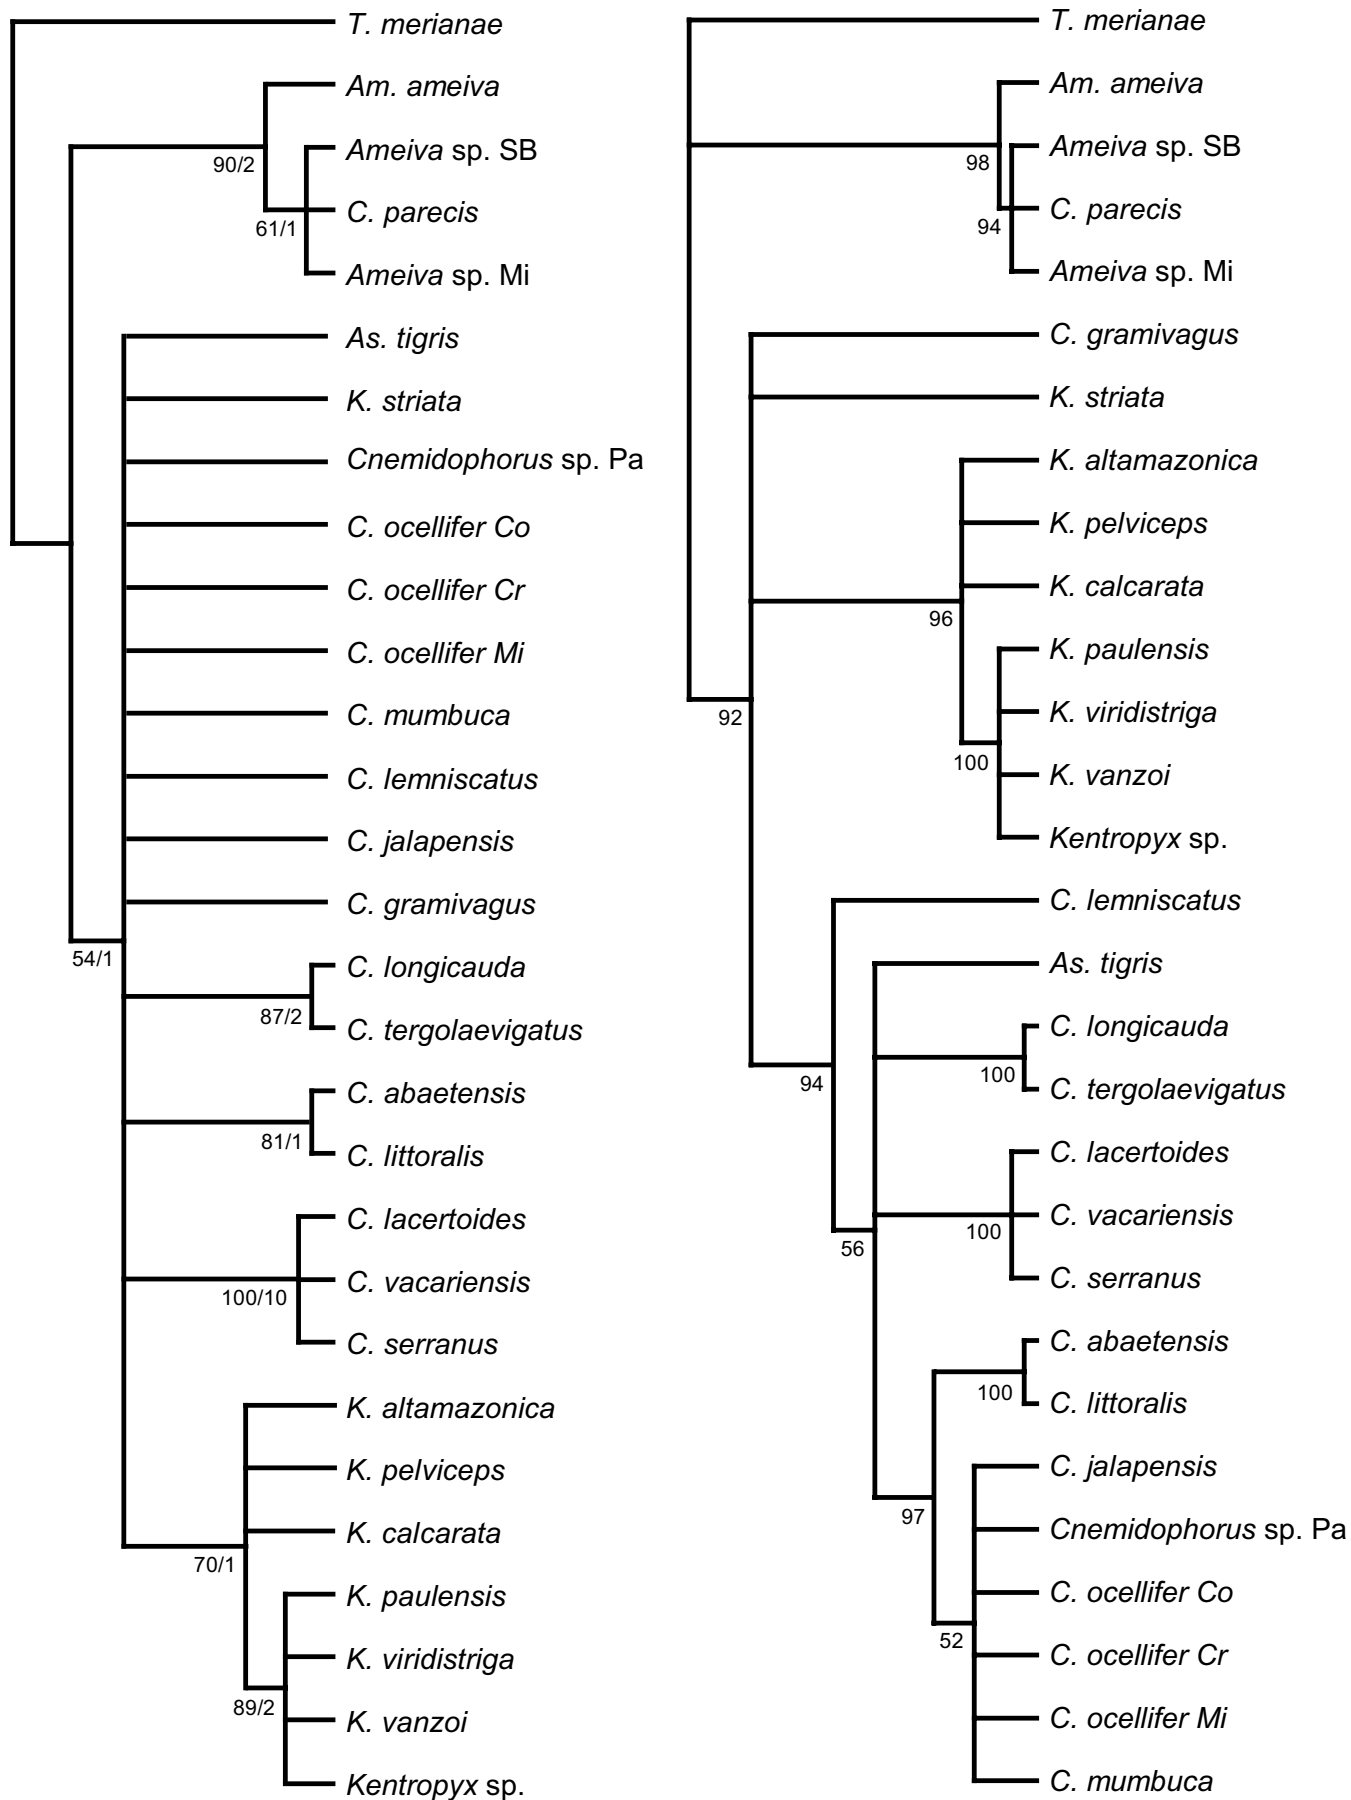 T. merianae
Am. ameiva
Ameiva sp. SB
90/2
C. parecis
61/1
Ameiva sp. Mi
As. tigris
K. striata
Cnemidophorus sp. Pa
C. ocellifer Co
C. ocellifer Cr
C. ocellifer Mi
C. mumbuca
C. lemniscatus
C. jalapensis
C. gramivagus
54/1
C. longicauda
87/2
C. tergolaevigatus
C. abaetensis
81/1
C. littoralis
C. lacertoides
C. vacariensis
100/10
C. serranus
K. altamazonica
K. pelviceps
K. calcarata
70/1
K. paulensis
K. viridistriga
89/2
K. vanzoi
Kentropyx sp.
T. merianae
Am. ameiva
Ameiva sp. SB
98
C. parecis
94
Ameiva sp. Mi
C. gramivagus
K. striata
K. altamazonica
K. pelviceps
K. calcarata
96
K. paulensis
K. viridistriga
92
100
K. vanzoi
Kentropyx sp.
C. lemniscatus
As. tigris
C. longicauda
100
94
C. tergolaevigatus
C. lacertoides
C. vacariensis
100
56
C. serranus
C. abaetensis
100
C. littoralis
C. jalapensis
97
Cnemidophorus sp. Pa
C. ocellifer Co
52
C. ocellifer Cr
C. ocellifer Mi
C. mumbuca